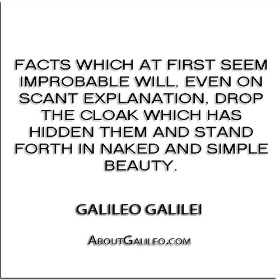 FACTS WHICH AT FIRST SEEM
IMPROBABLE WILL, EVEN ON
SCANT EXPLANATION, DROP
THE CLOAK WHICH HAS
HIDDEN THEM AND STAND
FORTH IN NAKED AND SIMPLE
BEAUTY.
GALILEO GALILEI
ABOUTGALILEO.COM